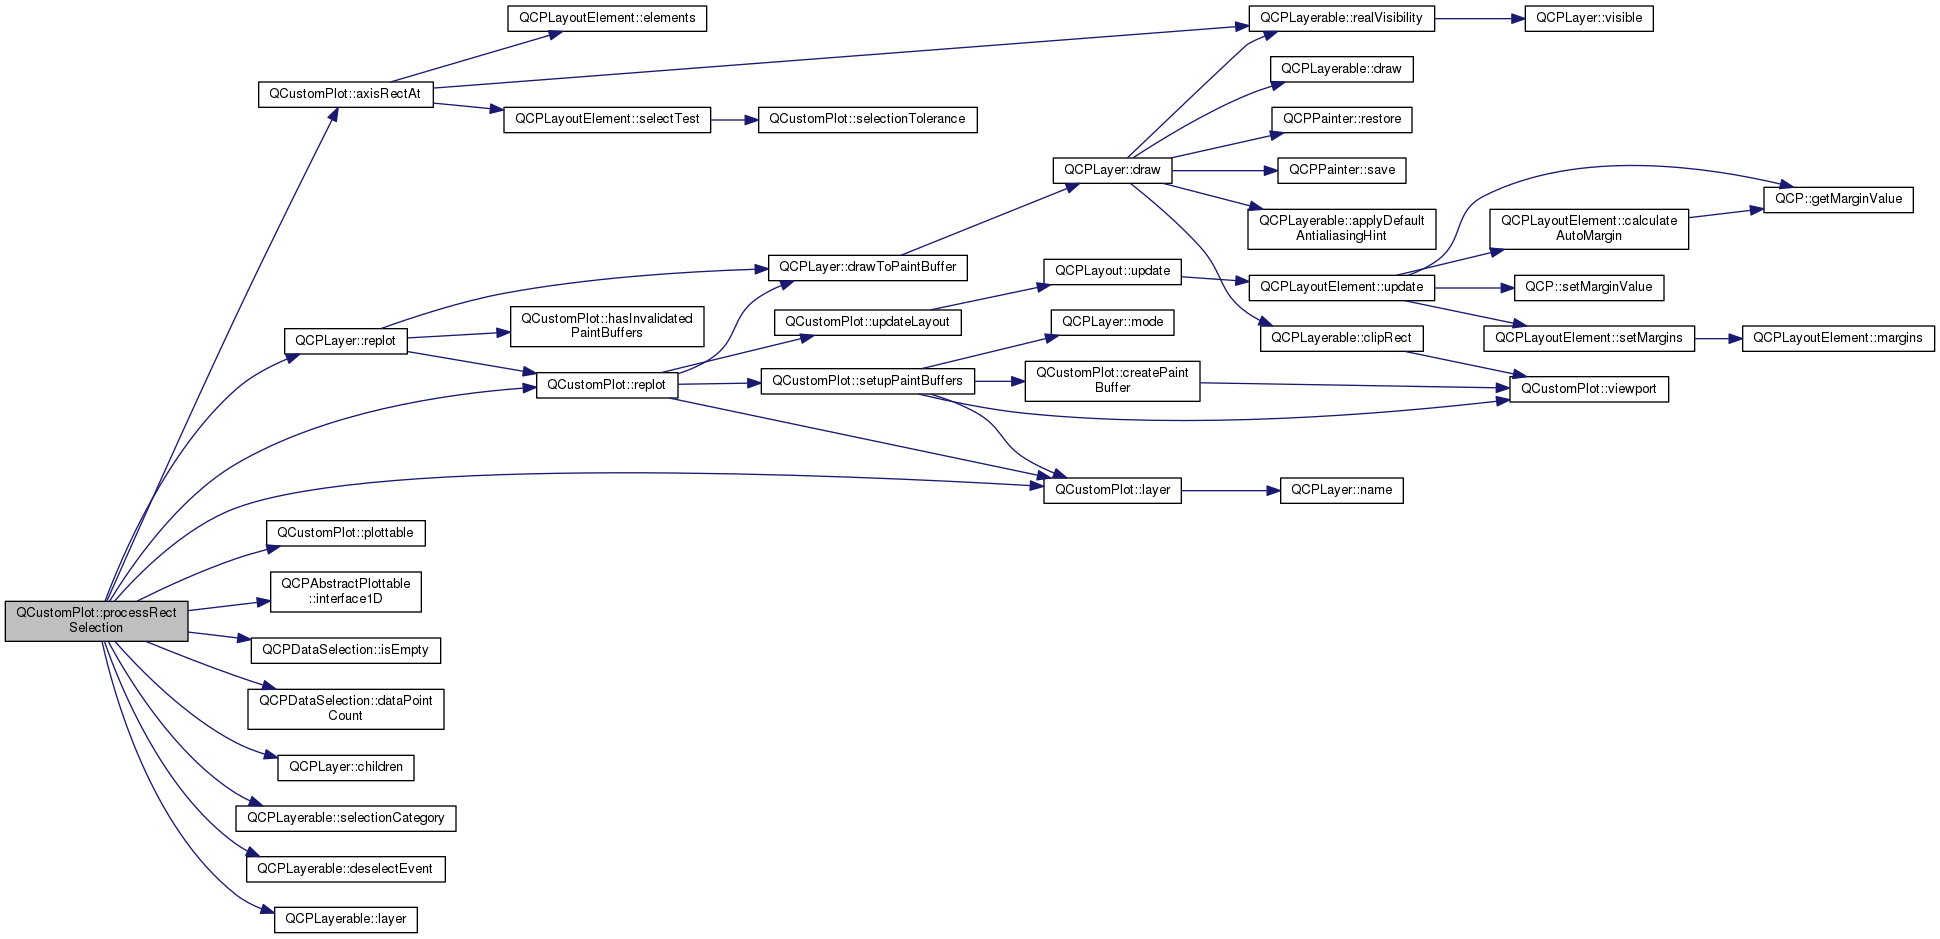 QCPLayoutElement::elements
QCPLayerable::realVisibility
QCPLayer::visible
QCPLayerable::draw
QCustomPlot::axisRectAt
QCPLayoutElement::selectTest
QCustomPlot::selectionTolerance
QCPPainter::restore
QCPLayer::draw
QCPPainter::save
QCP::getMarginValue
QCPLayerable::applyDefault
AntialiasingHint
QCPLayoutElement::calculate
AutoMargin
QCPLayer::drawToPaintBuffer
QCPLayout::update
QCPLayoutElement::update
QCP::setMarginValue
QCustomPlot::hasInvalidated
PaintBuffers
QCustomPlot::updateLayout
QCPLayer::mode
QCPLayer::replot
QCPLayerable::clipRect
QCPLayoutElement::setMargins
QCPLayoutElement::margins
QCustomPlot::replot
QCustomPlot::setupPaintBuffers
QCustomPlot::createPaint
Buffer
QCustomPlot::viewport
QCustomPlot::layer
QCPLayer::name
QCustomPlot::plottable
QCPAbstractPlottable
::interface1D
QCustomPlot::processRect
Selection
QCPDataSelection::isEmpty
QCPDataSelection::dataPoint
Count
QCPLayer::children
QCPLayerable::selectionCategory
QCPLayerable::deselectEvent
QCPLayerable::layer